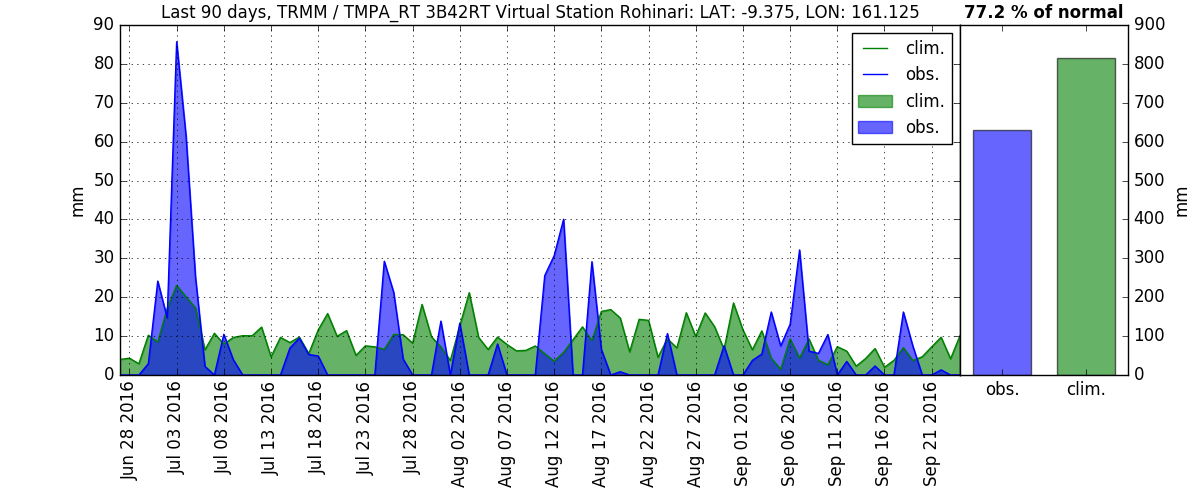 Last 90 days, TRMM / TMPA_RT 3B42RT Virtual Station Rohinari: LAT: -9.375, LON: 161.125
77.2 % of normal
90
80
70
60
50
40
30
20
10
0
mm
clim.
obs.
clim.
obs.
Jun 28 2016
Jul 03 2016
Jul 08 2016
Jul 13 2016
Jul 18 2016
Jul 23 2016
Jul 28 2016
Aug 02 2016
Aug 07 2016
Aug 12 2016
Aug 17 2016
Aug 22 2016
Aug 27 2016
Sep 01 2016
Sep 06 2016
Sep 11 2016
Sep 16 2016
Sep 21 2016
obs.
clim.
900
800
700
600
500
400
300
200
100
0
mm